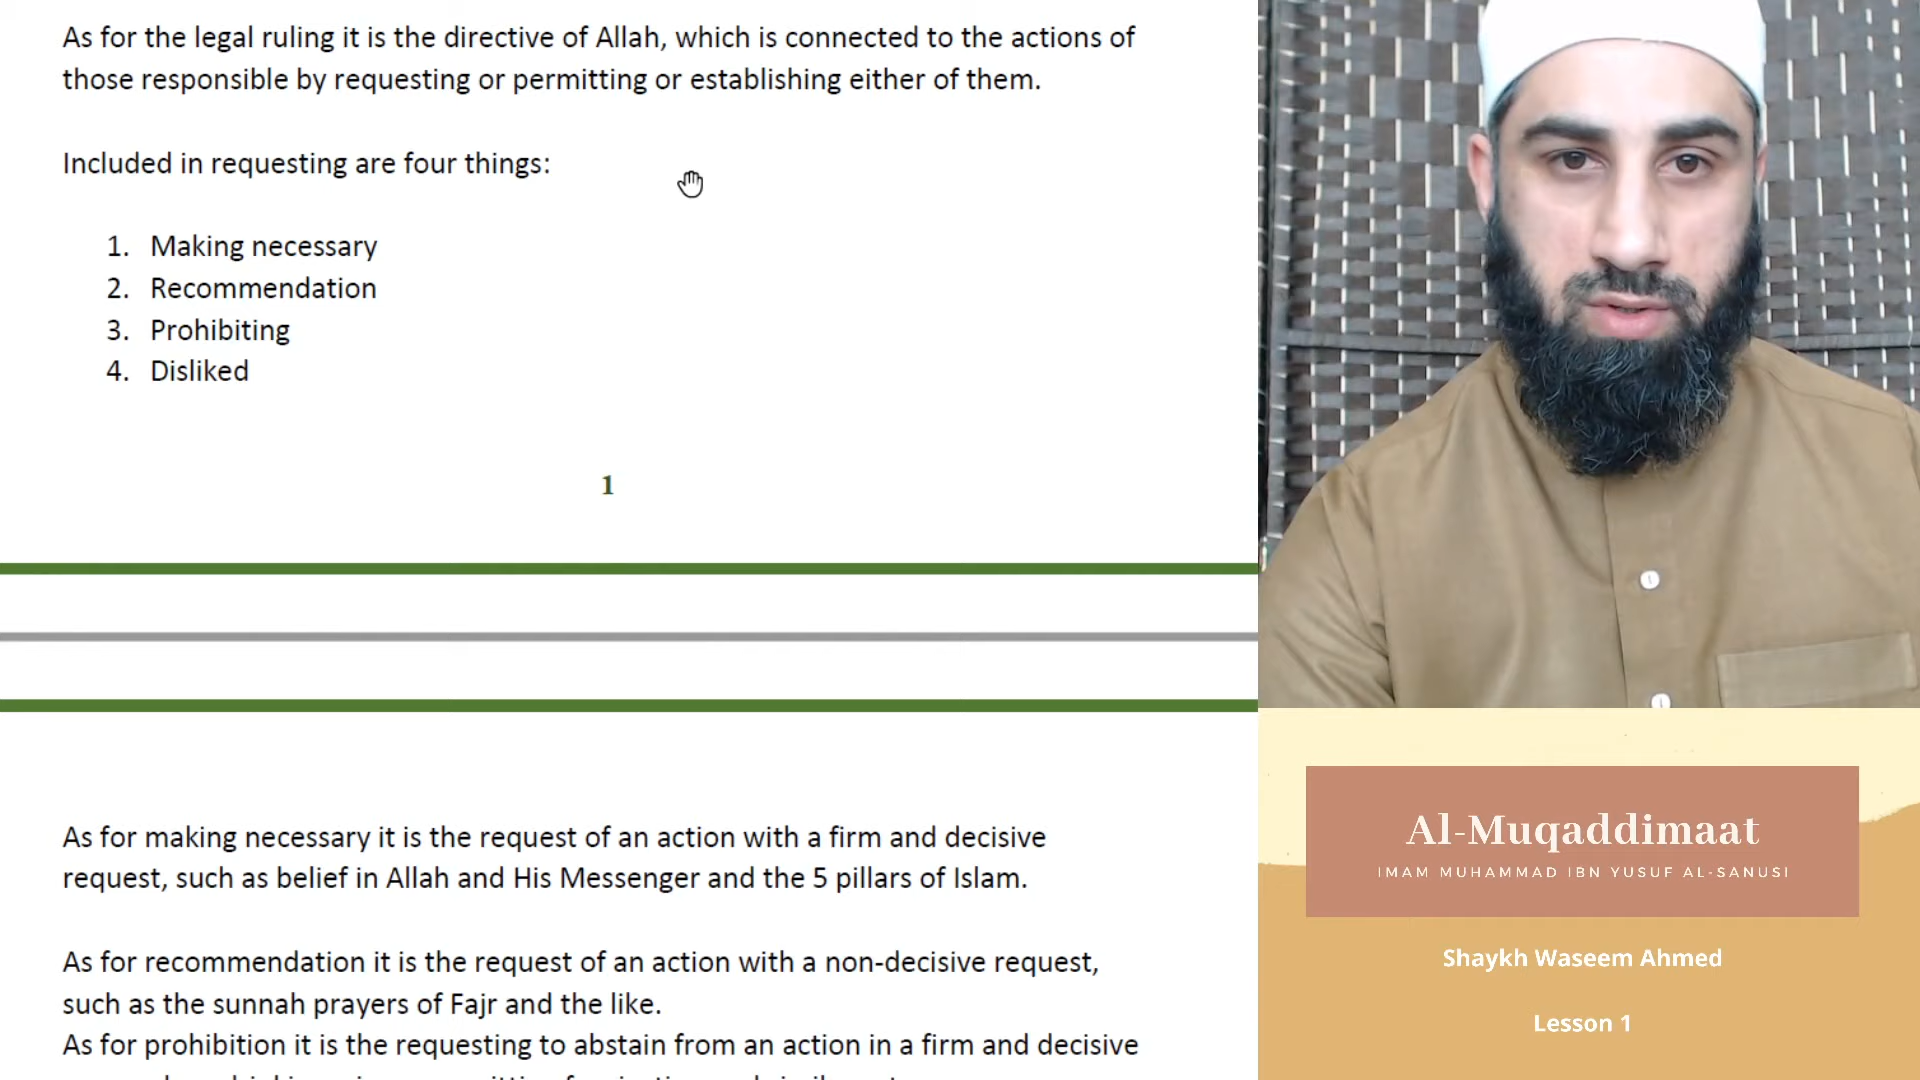 As for the legal ruling it is the directive of Allah, which is connected to the actions of
those responsible by requesting or permitting or establishing either of them.
Included in requesting are four things:
1. Making necessary
2. Recommendation
3. Prohibiting
4. Disliked
1
As for making necessary it is the request of an action with a firm and decisive
request, such as belief in Allah and His Messenger and the 5 pillars of Islam.
As for recommendation it is the request of an action with a non-decisive request,
such as the sunnah prayers of Fajr and the like.
As for prohibition it is the requesting to abstain from an action in a firm and decisive
Al-Muqaddimaat
IMAM MUHAMMAD IBN YUSUF AL-SANUSI
Shaykh Waseem Ahmed
Lesson 1